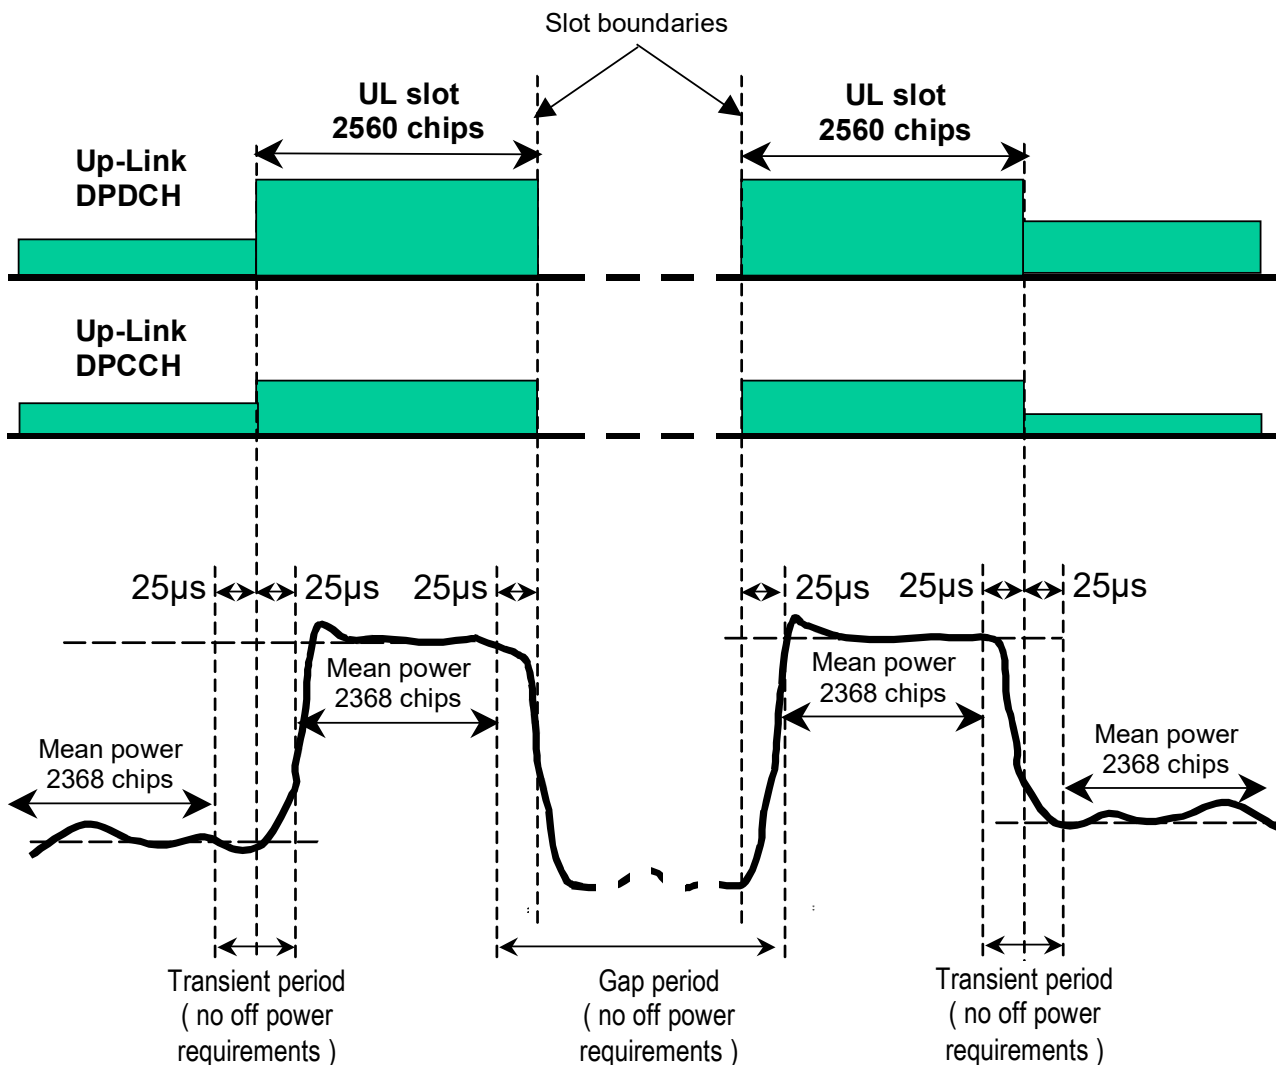 Slot boundaries
UL slot
2560 chips
UL slot
2560 chips
Up-Link
DPDCH
Up-Link
DPCCH
25µs
25µs
25µs
25µs
25µs
25µs
Mean power
2368 chips
Mean power
2368 chips
Mean power
2368 chips
Mean power
2368 chips
Transient period
( no off power
requirements )
Gap period
( no off power
requirements )
Transient period
( no off power
requirements )